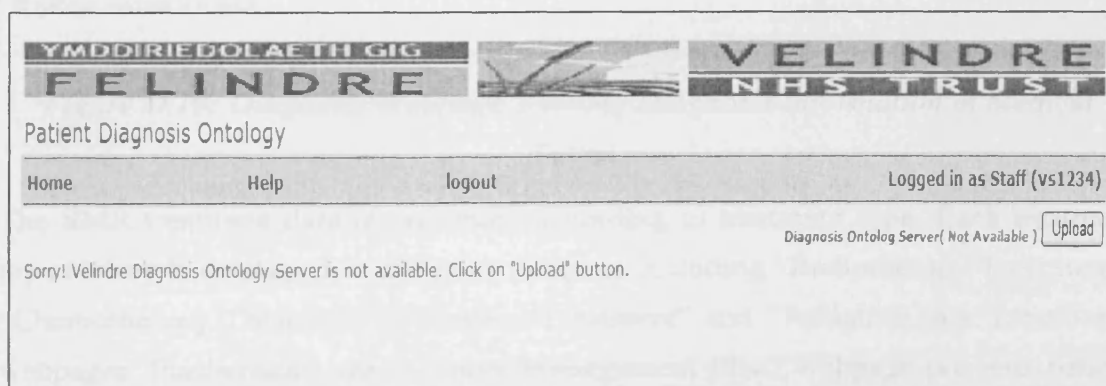 YMDDIRIEDOLAETH GIG
FELINDRE
VELINDRE
NHS TRUST
Patient Diagnosis Ontology
Home Help logout Logged in as Staff (vs1234)
Diagnosis Ontolog Server( Not Available ) Upload
Sorry! Velindre Diagnosis Ontology Server is not available. Click on "Upload" button.